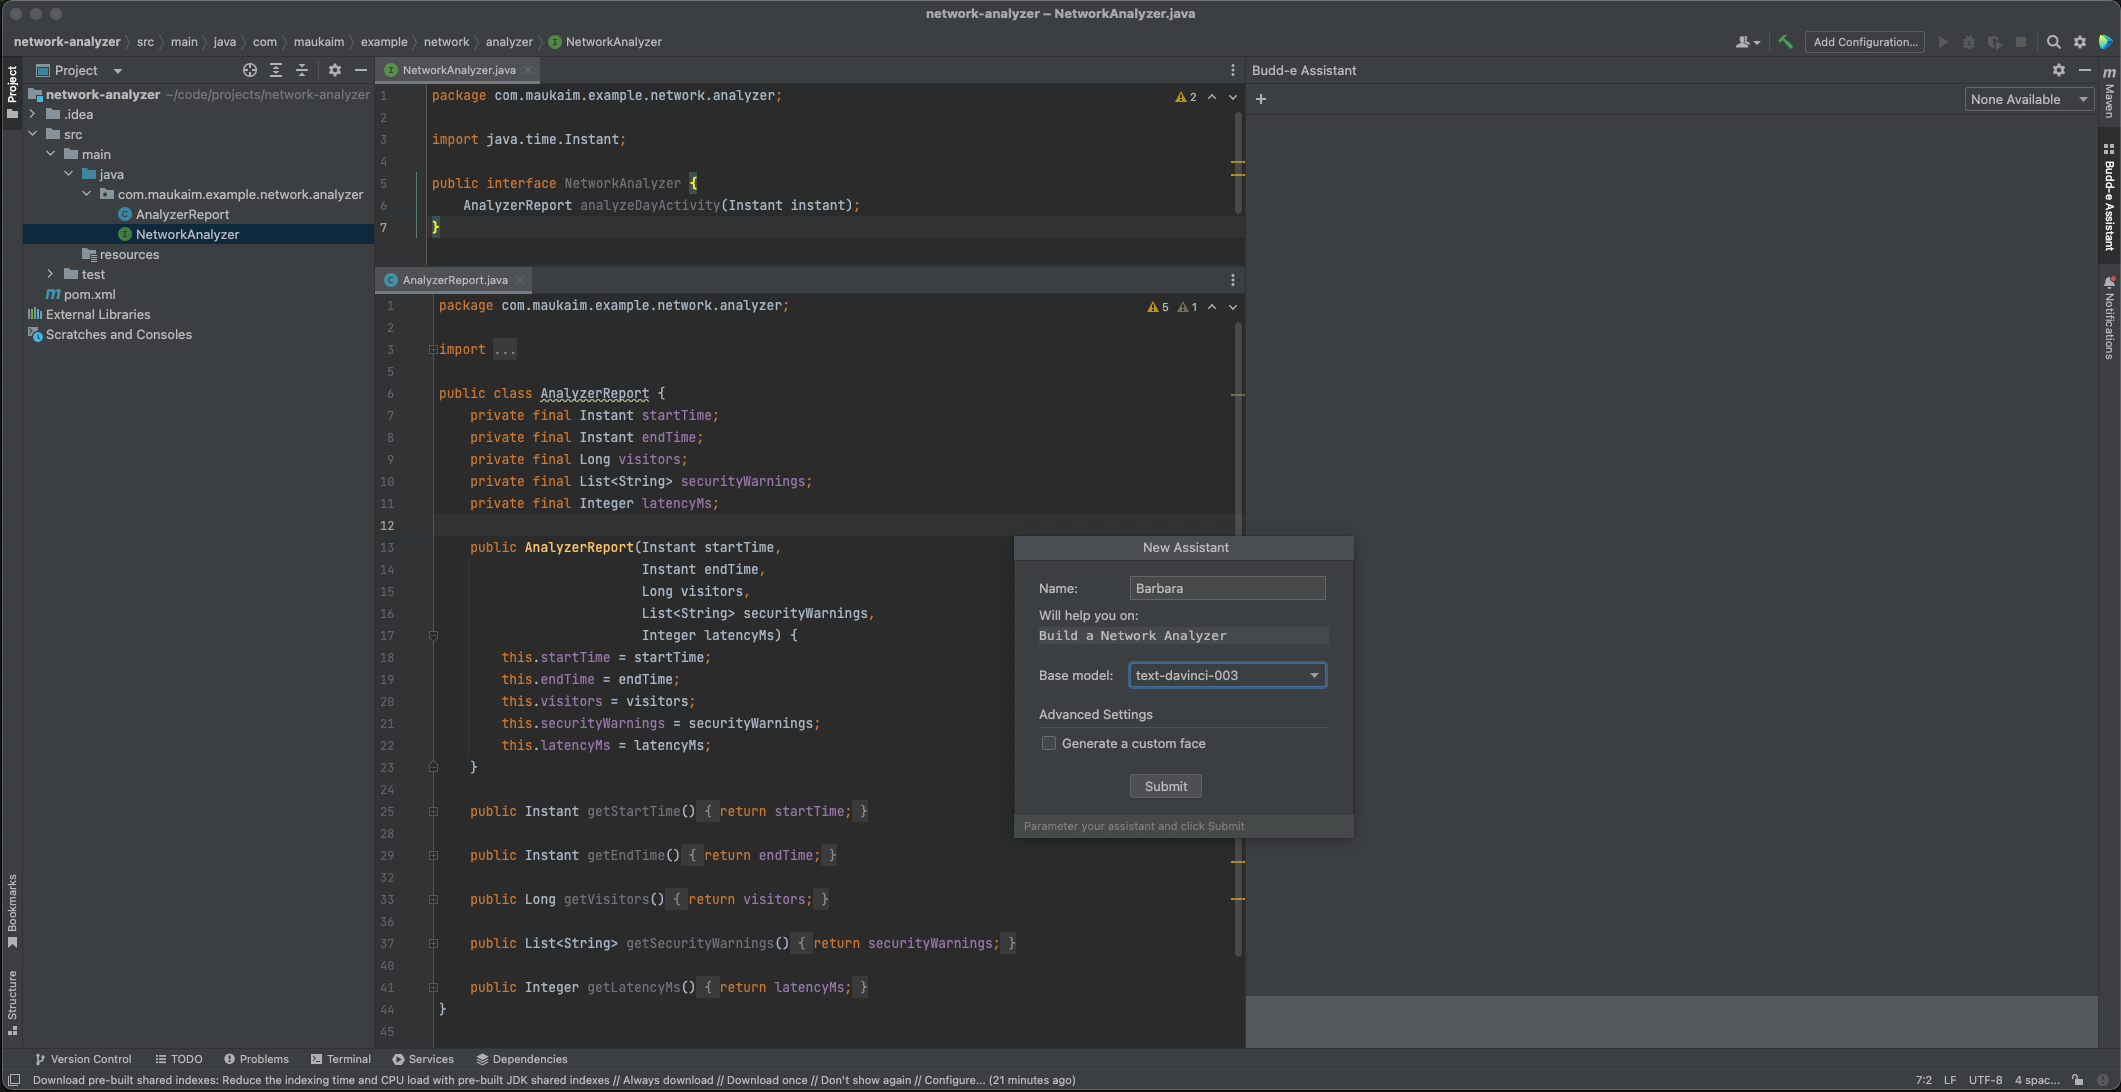 network-analyzer – NetworkAnalyzer.java
network-analyzer src main java com maukaim example network analyzer NetworkAnalyzer
Add Configuration...
Project
Project
network-analyzer ~/code/projects/network-analyzer
.idea
src
main
java
com.maukaim.example.network.analyzer
AnalyzerReport
NetworkAnalyzer
resources
test
pom.xml
External Libraries
Scratches and Consoles
Bookmarks
Structure
NetworkAnalyzer.java
2
1 package com.maukaim.example.network.analyzer;
2
3 import java.time.Instant;
4
5 public interface NetworkAnalyzer {
6 AnalyzerReport analyzeDayActivity(Instant instant);
7 }
AnalyzerReport.java
5 1
1 package com.maukaim.example.network.analyzer;
2
3 import ...
5
6 public class AnalyzerReport {
7 private final Instant startTime;
8 private final Instant endTime;
9 private final Long visitors;
10 private final List<String> securityWarnings;
11 private final Integer latencyMs;
12
13 public AnalyzerReport(Instant startTime,
14 Instant endTime,
15 Long visitors,
16 List<String> securityWarnings,
17 Integer latencyMs) {
18 this.startTime = startTime;
19 this.endTime = endTime;
20 this.visitors = visitors;
21 this.securityWarnings = securityWarnings;
22 this.latencyMs = latencyMs;
23 }
24
25 public Instant getStartTime() { return startTime; }
28
29 public Instant getEndTime() { return endTime; }
32
33 public Long getVisitors() { return visitors; }
36
37 public List<String> getSecurityWarnings() { return securityWarnings; }
40
41 public Integer getLatencyMs() { return latencyMs; }
44 }
45
New Assistant
Name: Barbara
Will help you on:
Build a Network Analyzer
Base model: text-davinci-003
Advanced Settings
Generate a custom face
Submit
Parameter your assistant and click Submit
Budd-e Assistant
None Available
m
Maven
Budd-e Assistant
Notifications
Version Control TODO Problems Terminal Services Dependencies
Download pre-built shared indexes: Reduce the indexing time and CPU load with pre-built JDK shared indexes // Always download // Download once // Don't show again // Configure... (21 minutes ago)
7:2 LF UTF-8 4 spac...